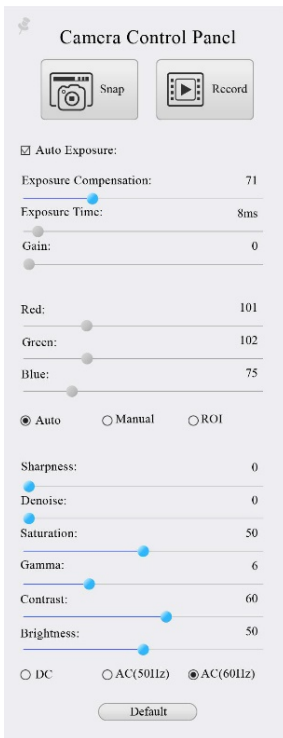 Camera Control Panel
Snap Record
Auto Exposure:
Exposure Compensation: 71
Exposure Time: 8ms
Gain: 0
Red: 101
Green: 102
Blue: 75
Auto Manual ROI
Sharpness: 0
Denoise: 0
Saturation: 50
Gamma: 6
Contrast: 60
Brightness: 50
DC AC(50Hz) AC(60Hz)
Default